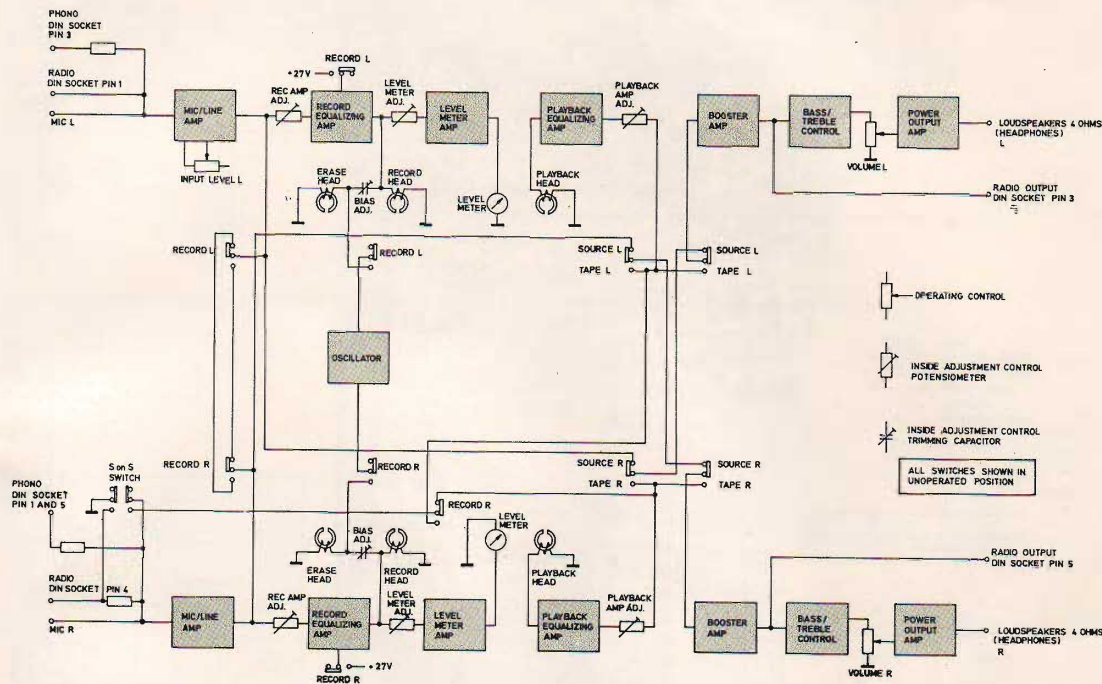 PHONO
DIN SOCKET
PIN 3
RADIO
DIN SOCKET PIN 1
MIC L
MIC/LINE
AMP
INPUT LEVEL L
REC AMP
ADJ.
+27V
RECORD L
RECORD
EQUALIZING
AMP
LEVEL
METER ADJ.
LEVEL
METER AMP
PLAYBACK
EQUALIZING
AMP
PLAYBACK
AMP
ADJ.
BOOSTER
AMP
BASS/
TREBLE
CONTROL
VOLUME L
POWER
OUTPUT
AMP
LOUDSPEAKERS 4 OHMS
(HEADPHONES)
L
ERASE
HEAD
BIAS
ADJ.
RECORD
HEAD
LEVEL
METER
PLAYBACK
HEAD
RADIO OUTPUT
DIN SOCKET PIN 3
RECORD L
RECORD L
SOURCE L
TAPE L
SOURCE L
TAPE L
OPERATING CONTROL
OSCILLATOR
INSIDE ADJUSTMENT CONTROL
POTENSIOMETER
INSIDE ADJUSTMENT CONTROL
TRIMMING CAPACITOR
ALL SWITCHES SHOWN IN
UNOPERATED POSITION
RECORD R
RECORD R
SOURCE R
TAPE R
SOURCE R
TAPE R
S on S
SWITCH
PHONO
DIN SOCKET
PIN 1 AND 5
RECORD R
LEVEL
METER
ERASE HEAD
BIAS
ADJ.
RECORD HEAD
PLAYBACK
HEAD
RADIO OUTPUT
DIN SOCKET PIN 5
RADIO
DIN SOCKET
PIN 4
MIC R
MIC/LINE
AMP
REC AMP
ADJ.
RECORD
EQUALIZING
AMP
LEVEL
METER
ADJ.
LEVEL
METER AMP
PLAYBACK
EQUALIZING
AMP
PLAYBACK
AMP ADJ.
BOOSTER
AMP
BASS/
TREBLE
CONTROL
VOLUME R
POWER
OUTPUT
AMP
LOUDSPEAKERS 4 OHMS
(HEADPHONES)
R
RECORD R
+27V